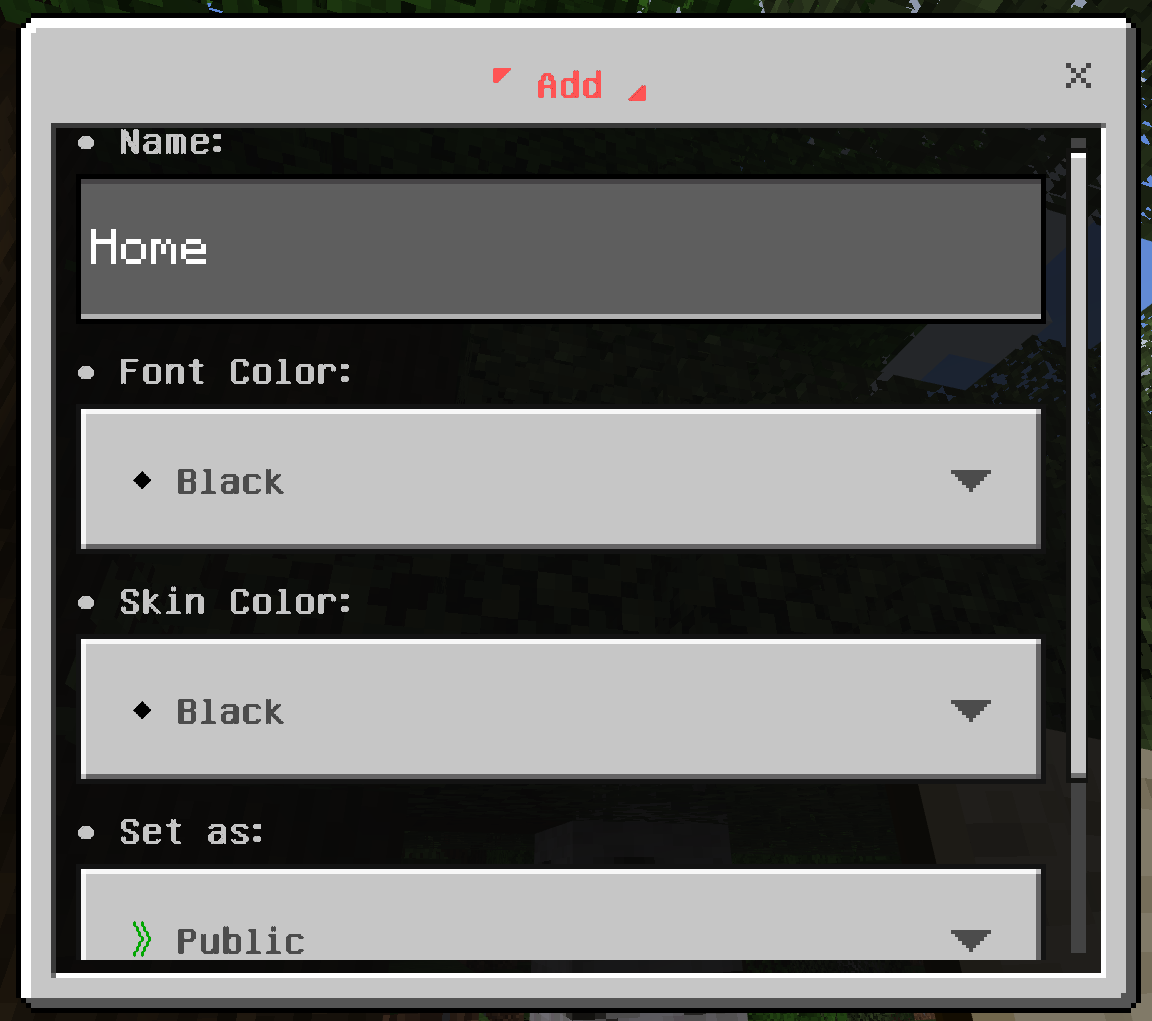 Add
Name:
Home
Font Color:
Black
Skin Color:
Black
Set as:
Public